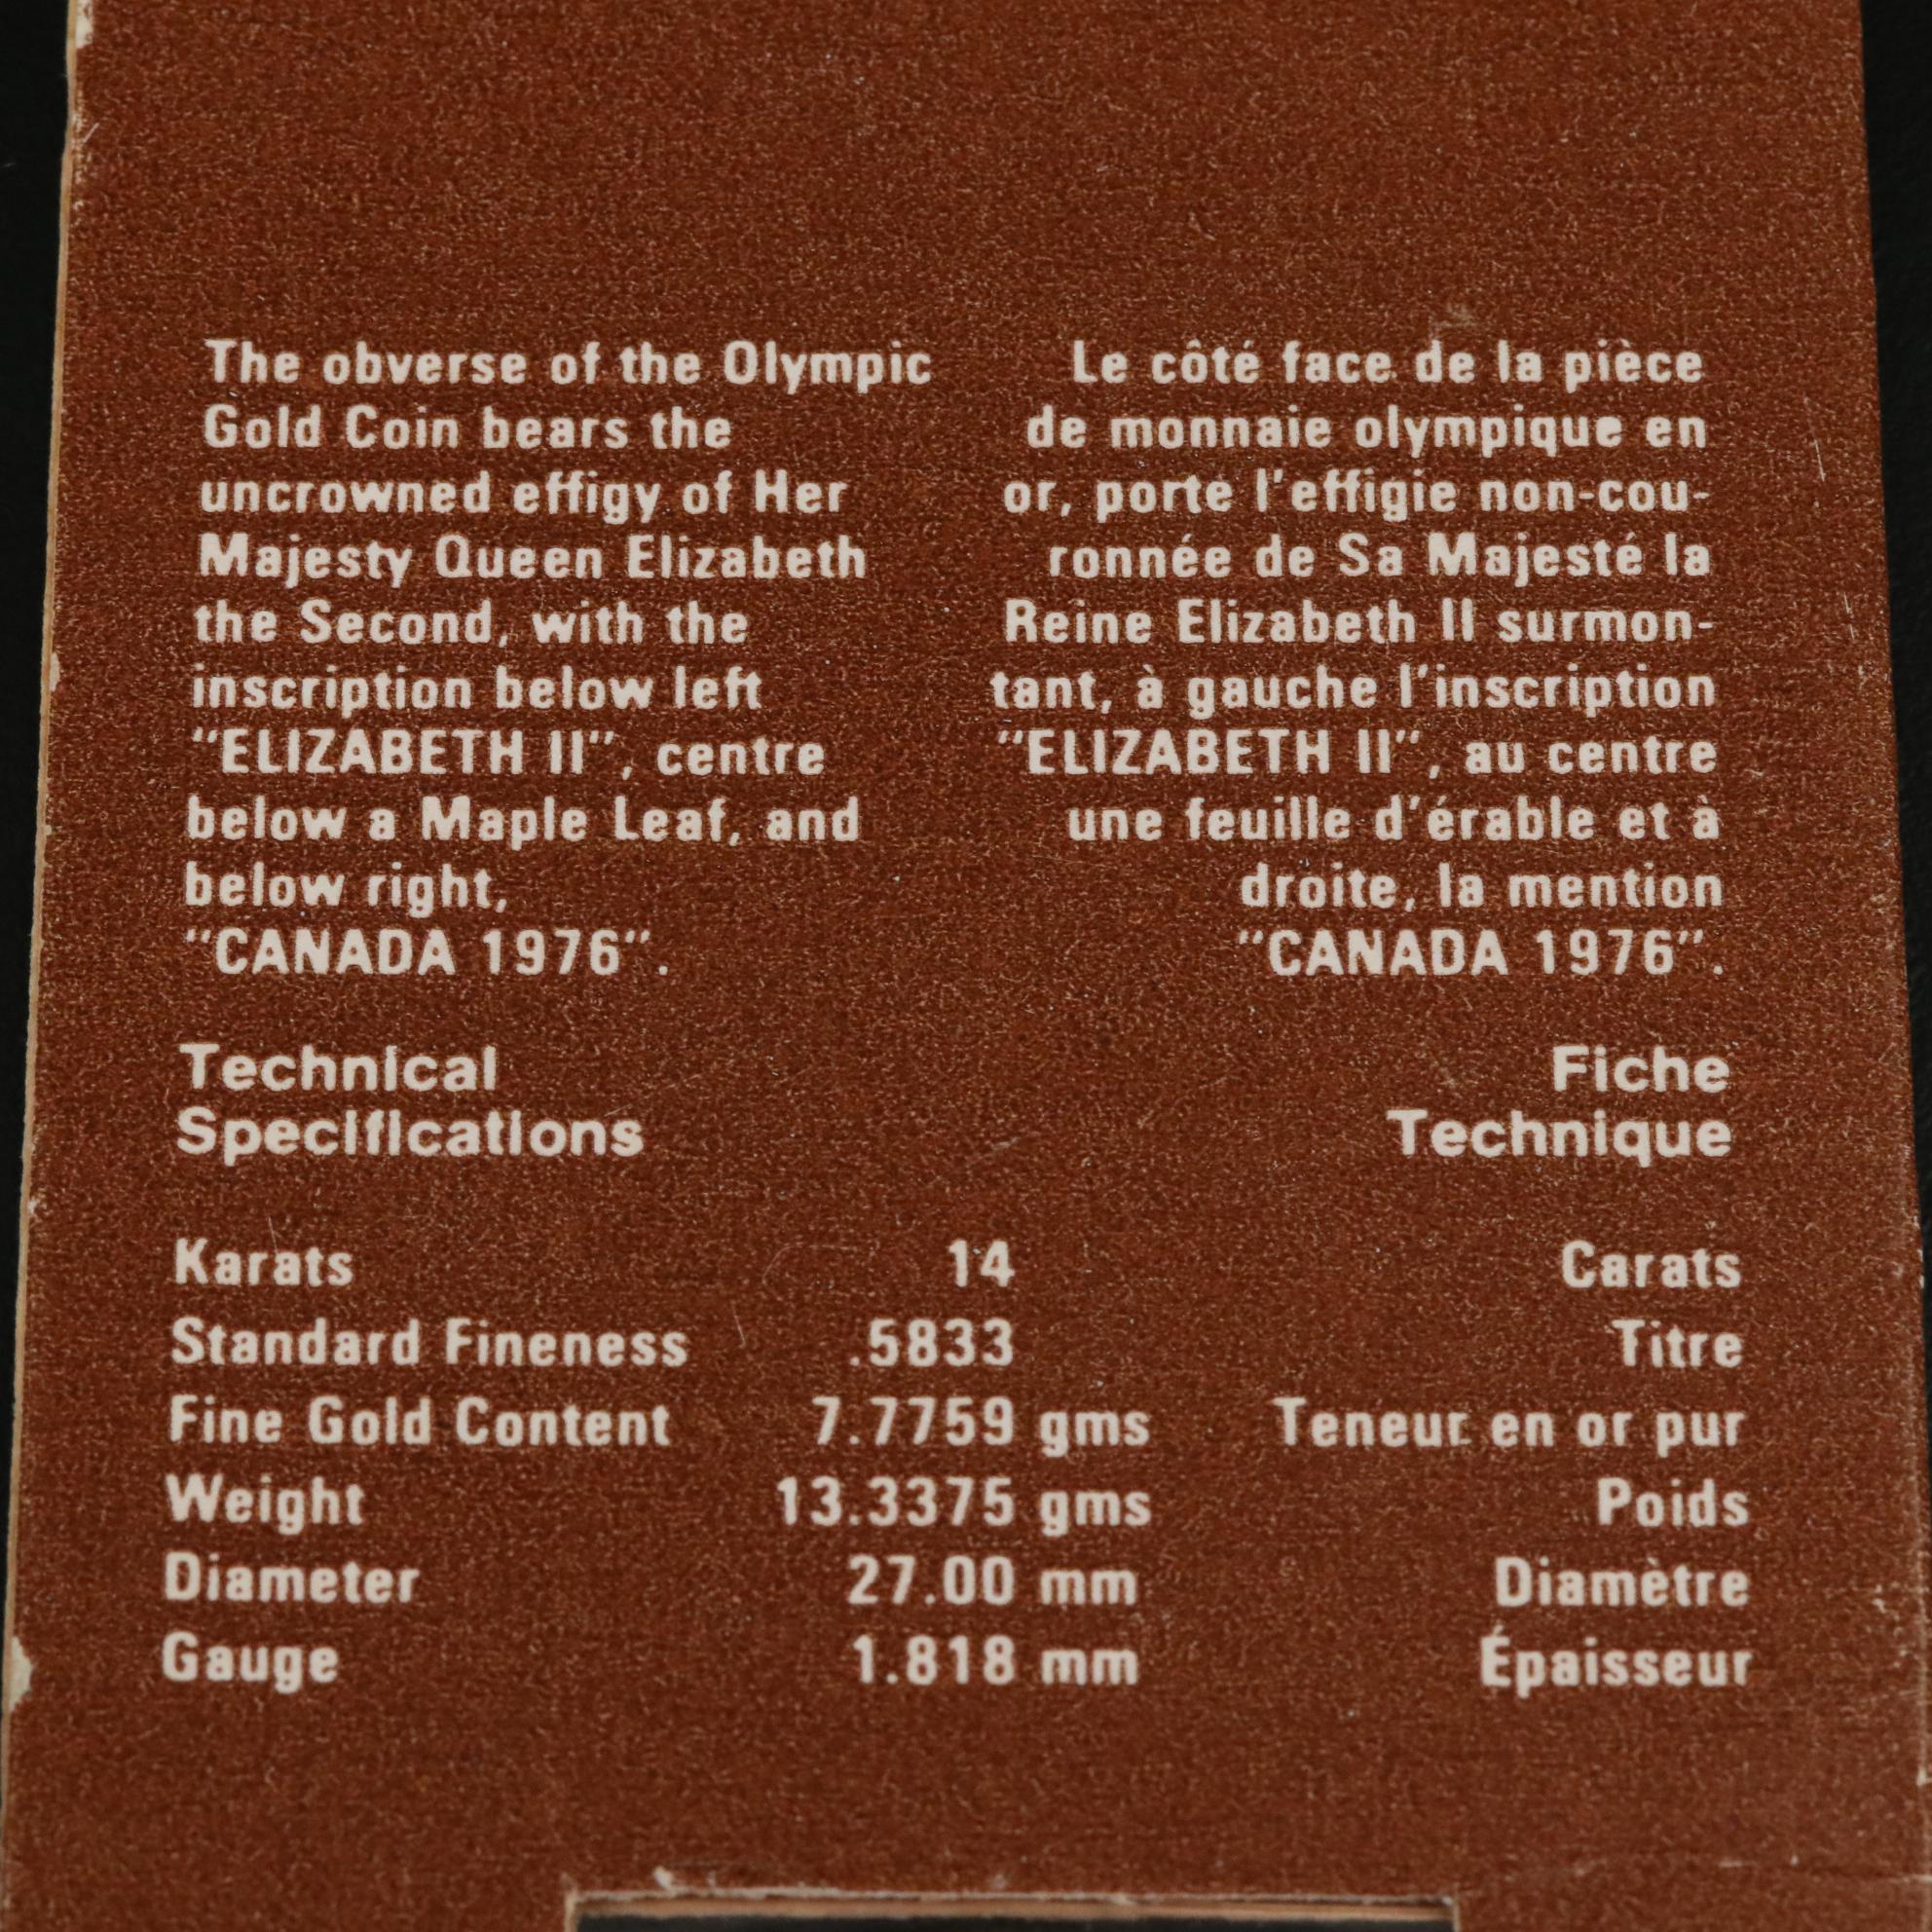 The obverse of the Olympic
Gold Coin bears the
uncrowned effigy of Her
Majesty Queen Elizabeth
the Second, with the
inscription below left
"ELIZABETH II", centre
below a Maple Leaf, and
below right,
"CANADA 1976".
Le côté face de la pièce
de monnaie olympique en
or, porte l'effigie non-cou-
ronnée de Sa Majesté la
Reine Elizabeth II surmon-
tant, à gauche l'inscription
"ELIZABETH II", au centre
une feuille d'érable et à
droite, la mention
"CANADA 1976".
Technical
Specifications
Fiche
Technique
Karats 14 Carats
Standard Fineness .5833 Titre
Fine Gold Content 7.7759 gms Teneur en or pur
Weight 13.3375 gms Poids
Diameter 27.00 mm Diamètre
Gauge 1.818 mm Épaisseur